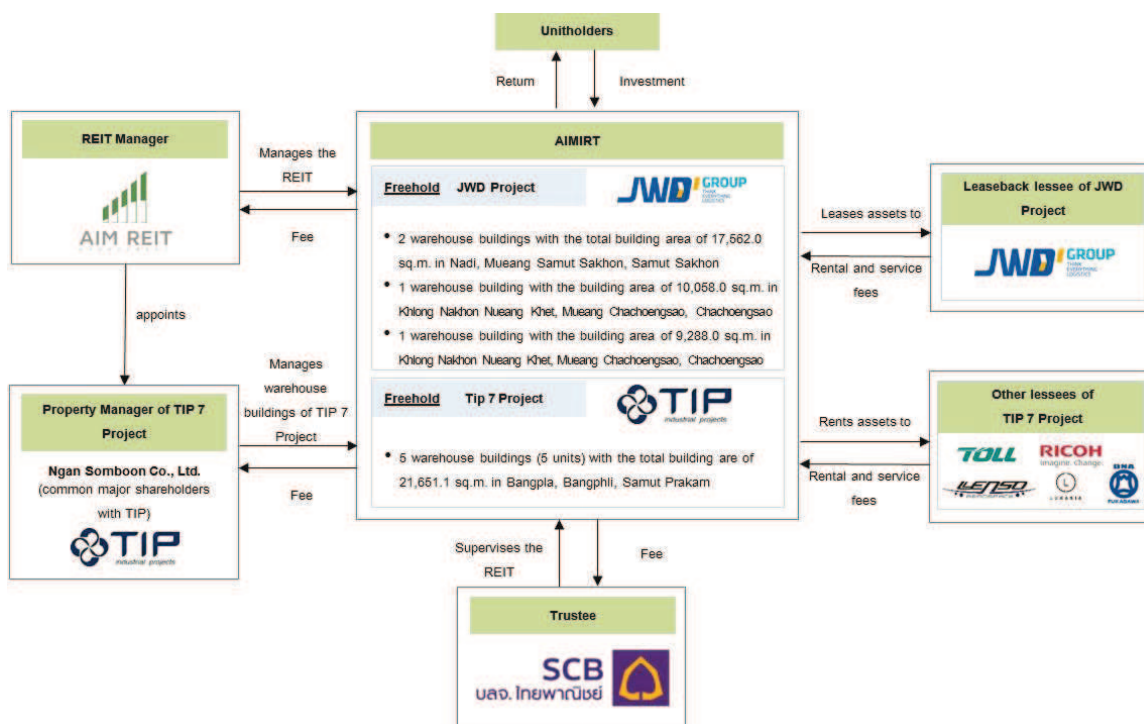 Unitholders
Return
Investment
REIT Manager
AIM REIT
Manages the
REIT
Fee
appoints
AIMIRT
Freehold JWD Project
JWD GROUP
THINK
EVERYTHING
LOGISTICS
• 2 warehouse buildings with the total building area of 17,562.0
sq.m. in Nadi, Mueang Samut Sakhon, Samut Sakhon
• 1 warehouse building with the building area of 10,058.0 sq.m. in
Khlong Nakhon Nueang Khet, Mueang Chachoengsao, Chachoengsao
• 1 warehouse building with the building area of 9,288.0 sq.m. in
Khlong Nakhon Nueang Khet, Mueang Chachoengsao, Chachoengsao
Freehold Tip 7 Project
TIP
industrial projects
• 5 warehouse buildings (5 units) with the total building are of
21,651.1 sq.m. in Bangpla, Bangphli, Samut Prakarn
Leases assets to
Rental and service
fees
Leaseback lessee of JWD
Project
JWD GROUP
THINK
EVERYTHING
LOGISTICS
Property Manager of TIP 7
Project
Ngan Somboon Co., Ltd.
(common major shareholders
with TIP)
TIP
industrial projects
Manages
warehouse
buildings of TIP 7
Project
Fee
Rents assets to
Rental and service
fees
Other lessees of
TIP 7 Project
TOLL
RICOH
imagine. change.
LENSO
Supervises the
REIT
Fee
Trustee
SCB
บลจ. ไทยพาณิชย์